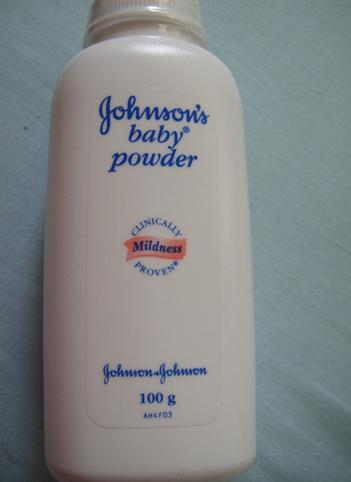 Johnson's
baby®
powder
CLINICALLY
Mildness
PROVEN®
Johnson & Johnson
100 g
AH4F03